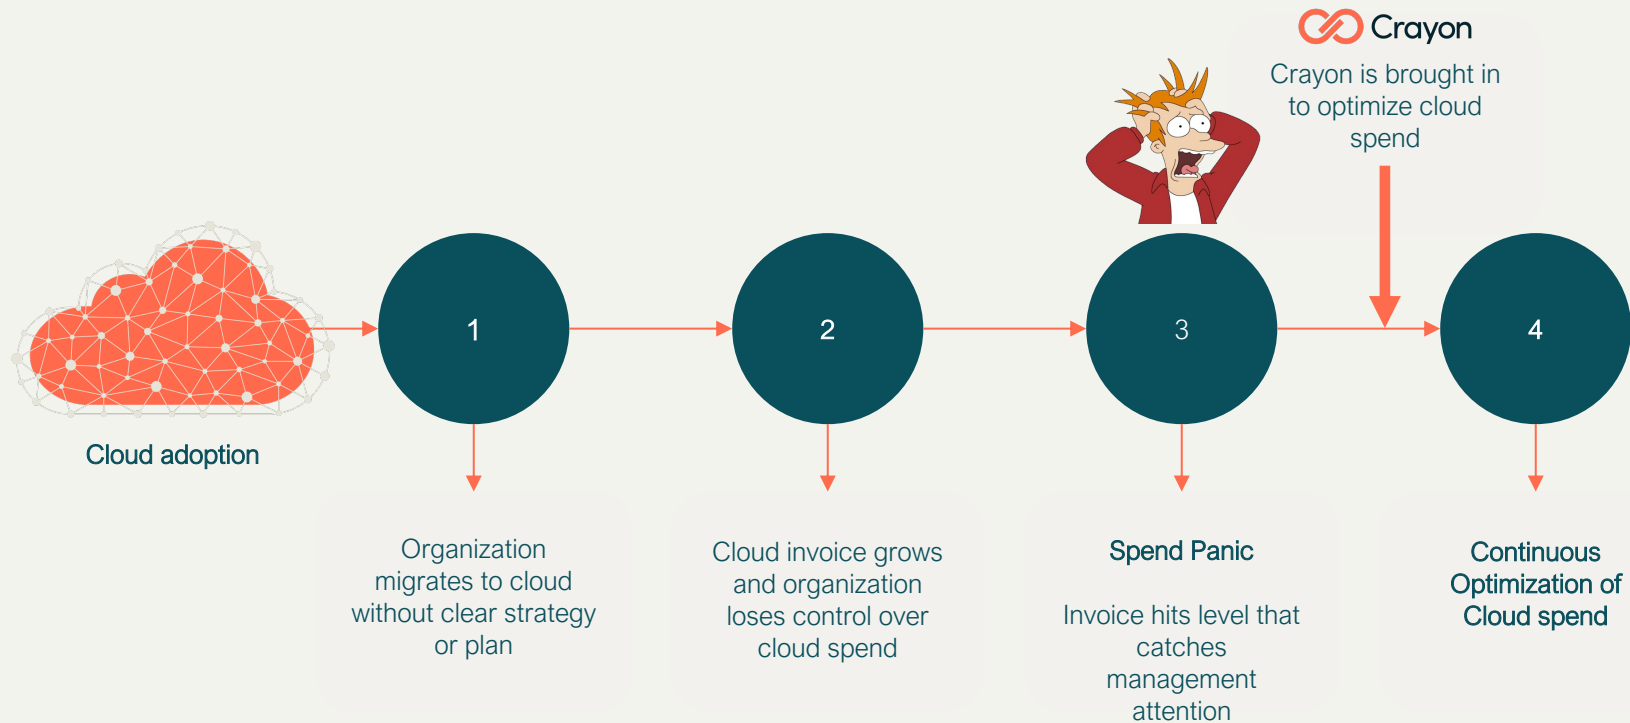 Crayon
Crayon is brought in
to optimize cloud
spend
1
2
3
4
Cloud adoption
Organization
migrates to cloud
without clear strategy
or plan
Cloud invoice grows
and organization
loses control over
cloud spend
Spend Panic
Invoice hits level that
catches
management
attention
Continuous
Optimization of
Cloud spend